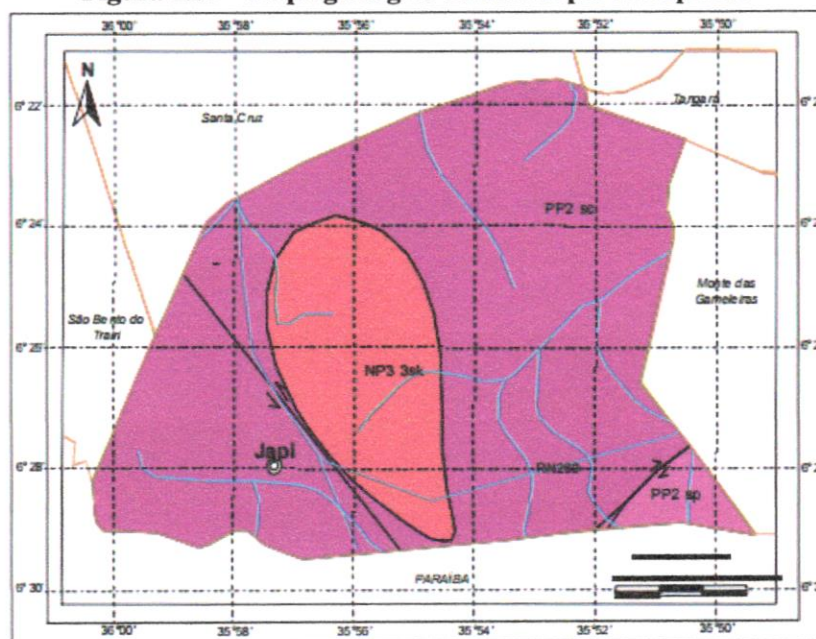 36°00' 35°58' 35°56' 35°54' 35°52' 35°50'
N
6°22'
Santa Cruz
Tangará
PP2 sp
6°24'
Monte das
Gameleiras
São Bento do
Trairi
NP3 3sk
Japi
6°28'
PP2 sp
PARAÍBA
6°30'
36°00' 35°58' 35°56' 35°54' 35°52' 35°50'